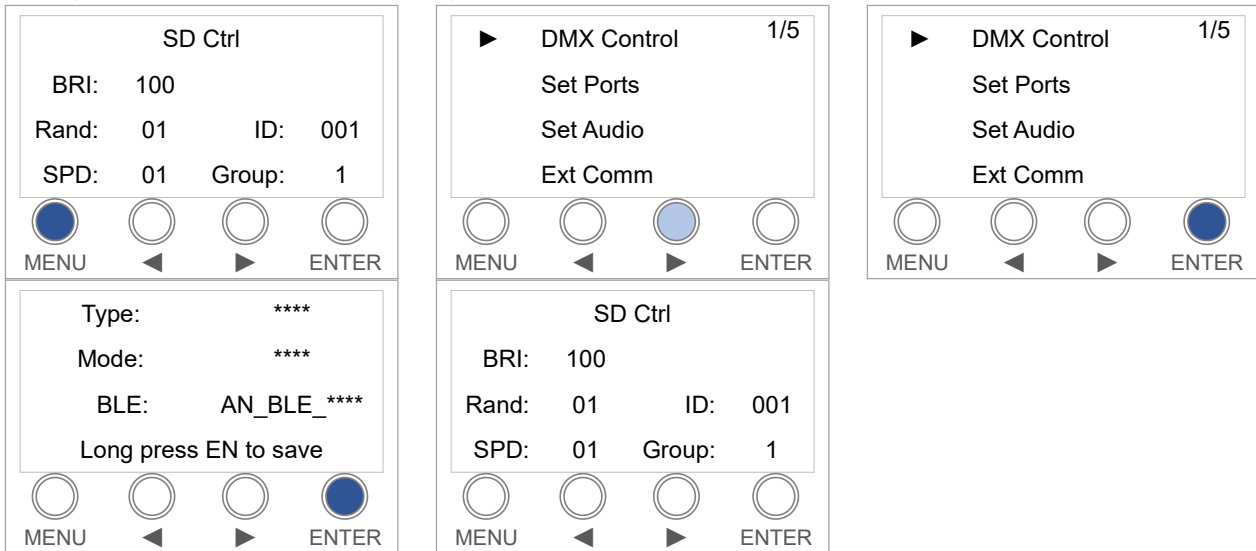 SD Ctrl
BRI: 100
Rand: 01 ID: 001
SPD: 01 Group: 1
MENU ◀ ▶ ENTER
► DMX Control 1/5
Set Ports
Set Audio
Ext Comm
MENU ◀ ▶ ENTER
► DMX Control 1/5
Set Ports
Set Audio
Ext Comm
MENU ◀ ▶ ENTER
Type: ****
Mode: ****
BLE: AN_BLE_****
Long press EN to save
MENU ◀ ▶ ENTER
SD Ctrl
BRI: 100
Rand: 01 ID: 001
SPD: 01 Group: 1
MENU ◀ ▶ ENTER